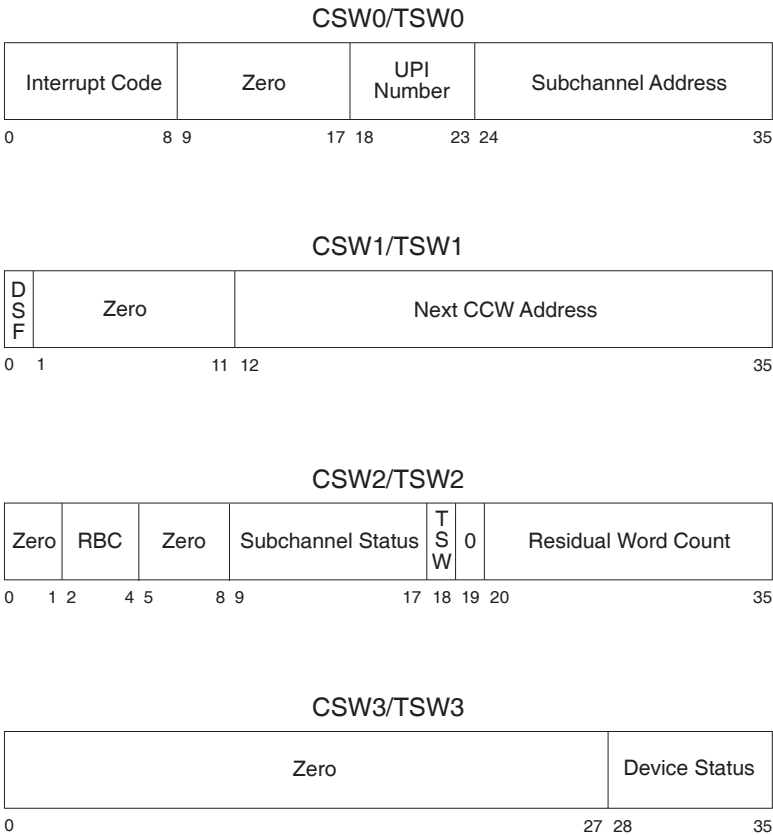 CSW0/TSW0
Interrupt Code Zero UPI Number Subchannel Address
0 8 9 17 18 23 24 35
CSW1/TSW1
DSF Zero Next CCW Address
0 1 11 12 35
CSW2/TSW2
Zero RBC Zero Subchannel Status TSW 0 Residual Word Count
0 1 2 4 5 8 9 17 18 19 20 35
CSW3/TSW3
Zero Device Status
0 27 28 35